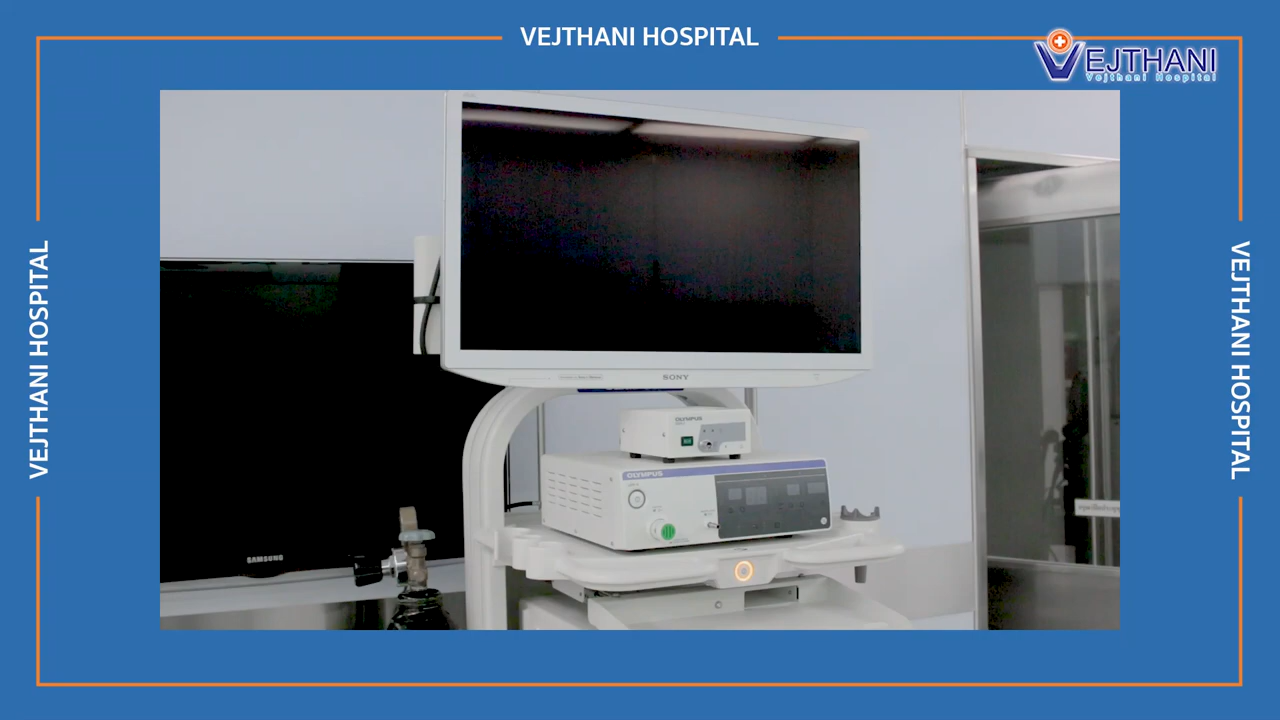 VEJTHANI HOSPITAL
VEJTHANI
Vejthani Hospital
VEJTHANI HOSPITAL
VEJTHANI HOSPITAL
SONY
OLYMPUS
OLYMPUS
SAMSUNG